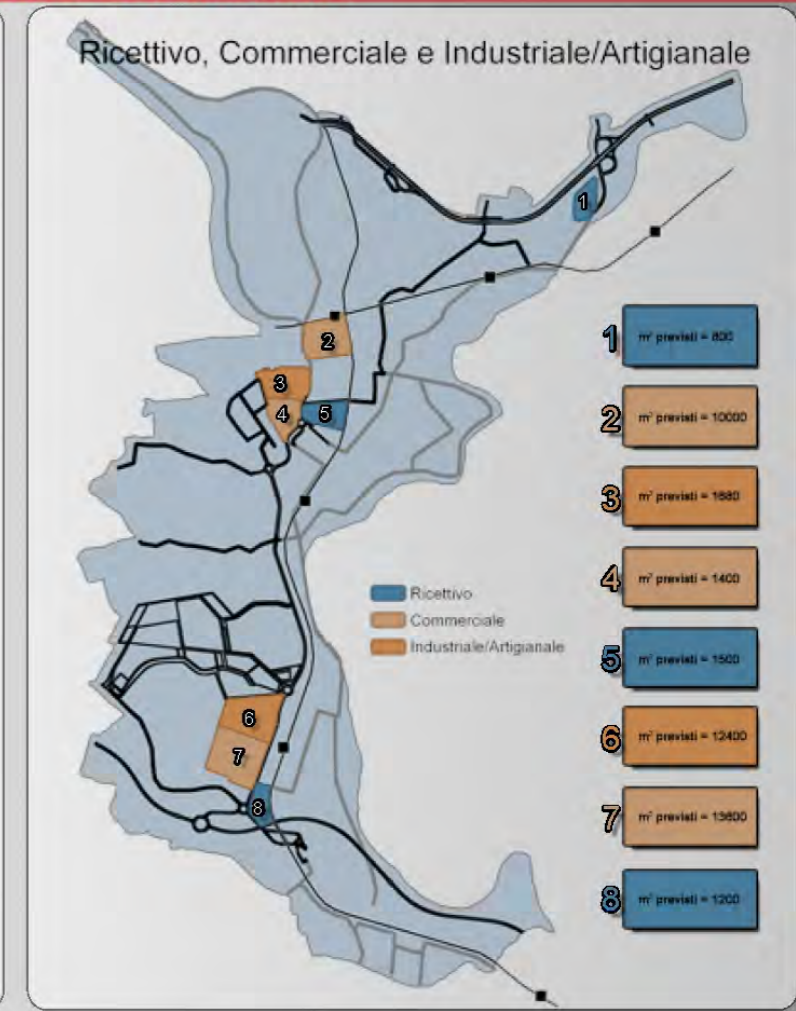 Ricettivo, Commerciale e Industriale/Artigianale
1
2
3
4
5
6
7
8
Ricettivo
Commerciale
Industriale/Artigianale
1 m² previsti = 800
2 m² previsti = 10000
3 m² previsti = 1680
4 m² previsti = 1400
5 m² previsti = 1500
6 m² previsti = 12400
7 m² previsti = 13600
8 m² previsti = 1200